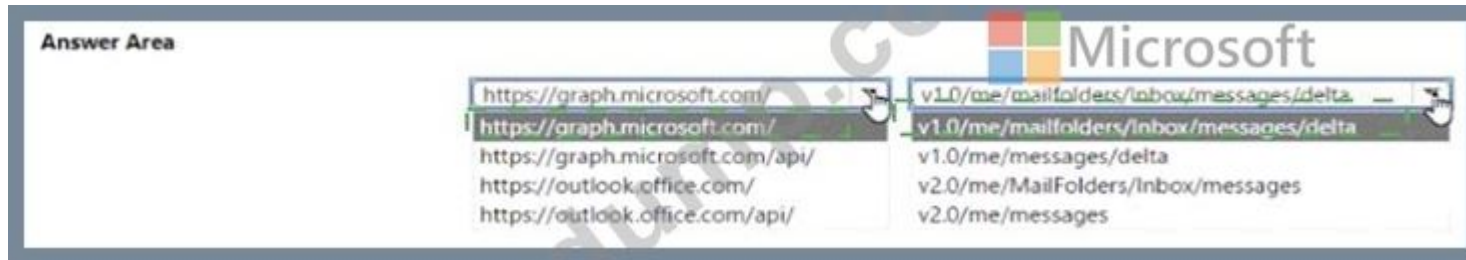 Answer Area
Microsoft
https://graph.microsoft.com/ v1.0/me/mailfolders/Inbox/messages/delta
https://graph.microsoft.com/ v1.0/me/mailfolders/Inbox/messages/delta
https://graph.microsoft.com/api/ v1.0/me/messages/delta
https://outlook.office.com/ v2.0/me/MailFolders/Inbox/messages
https://outlook.office.com/api/ v2.0/me/messages